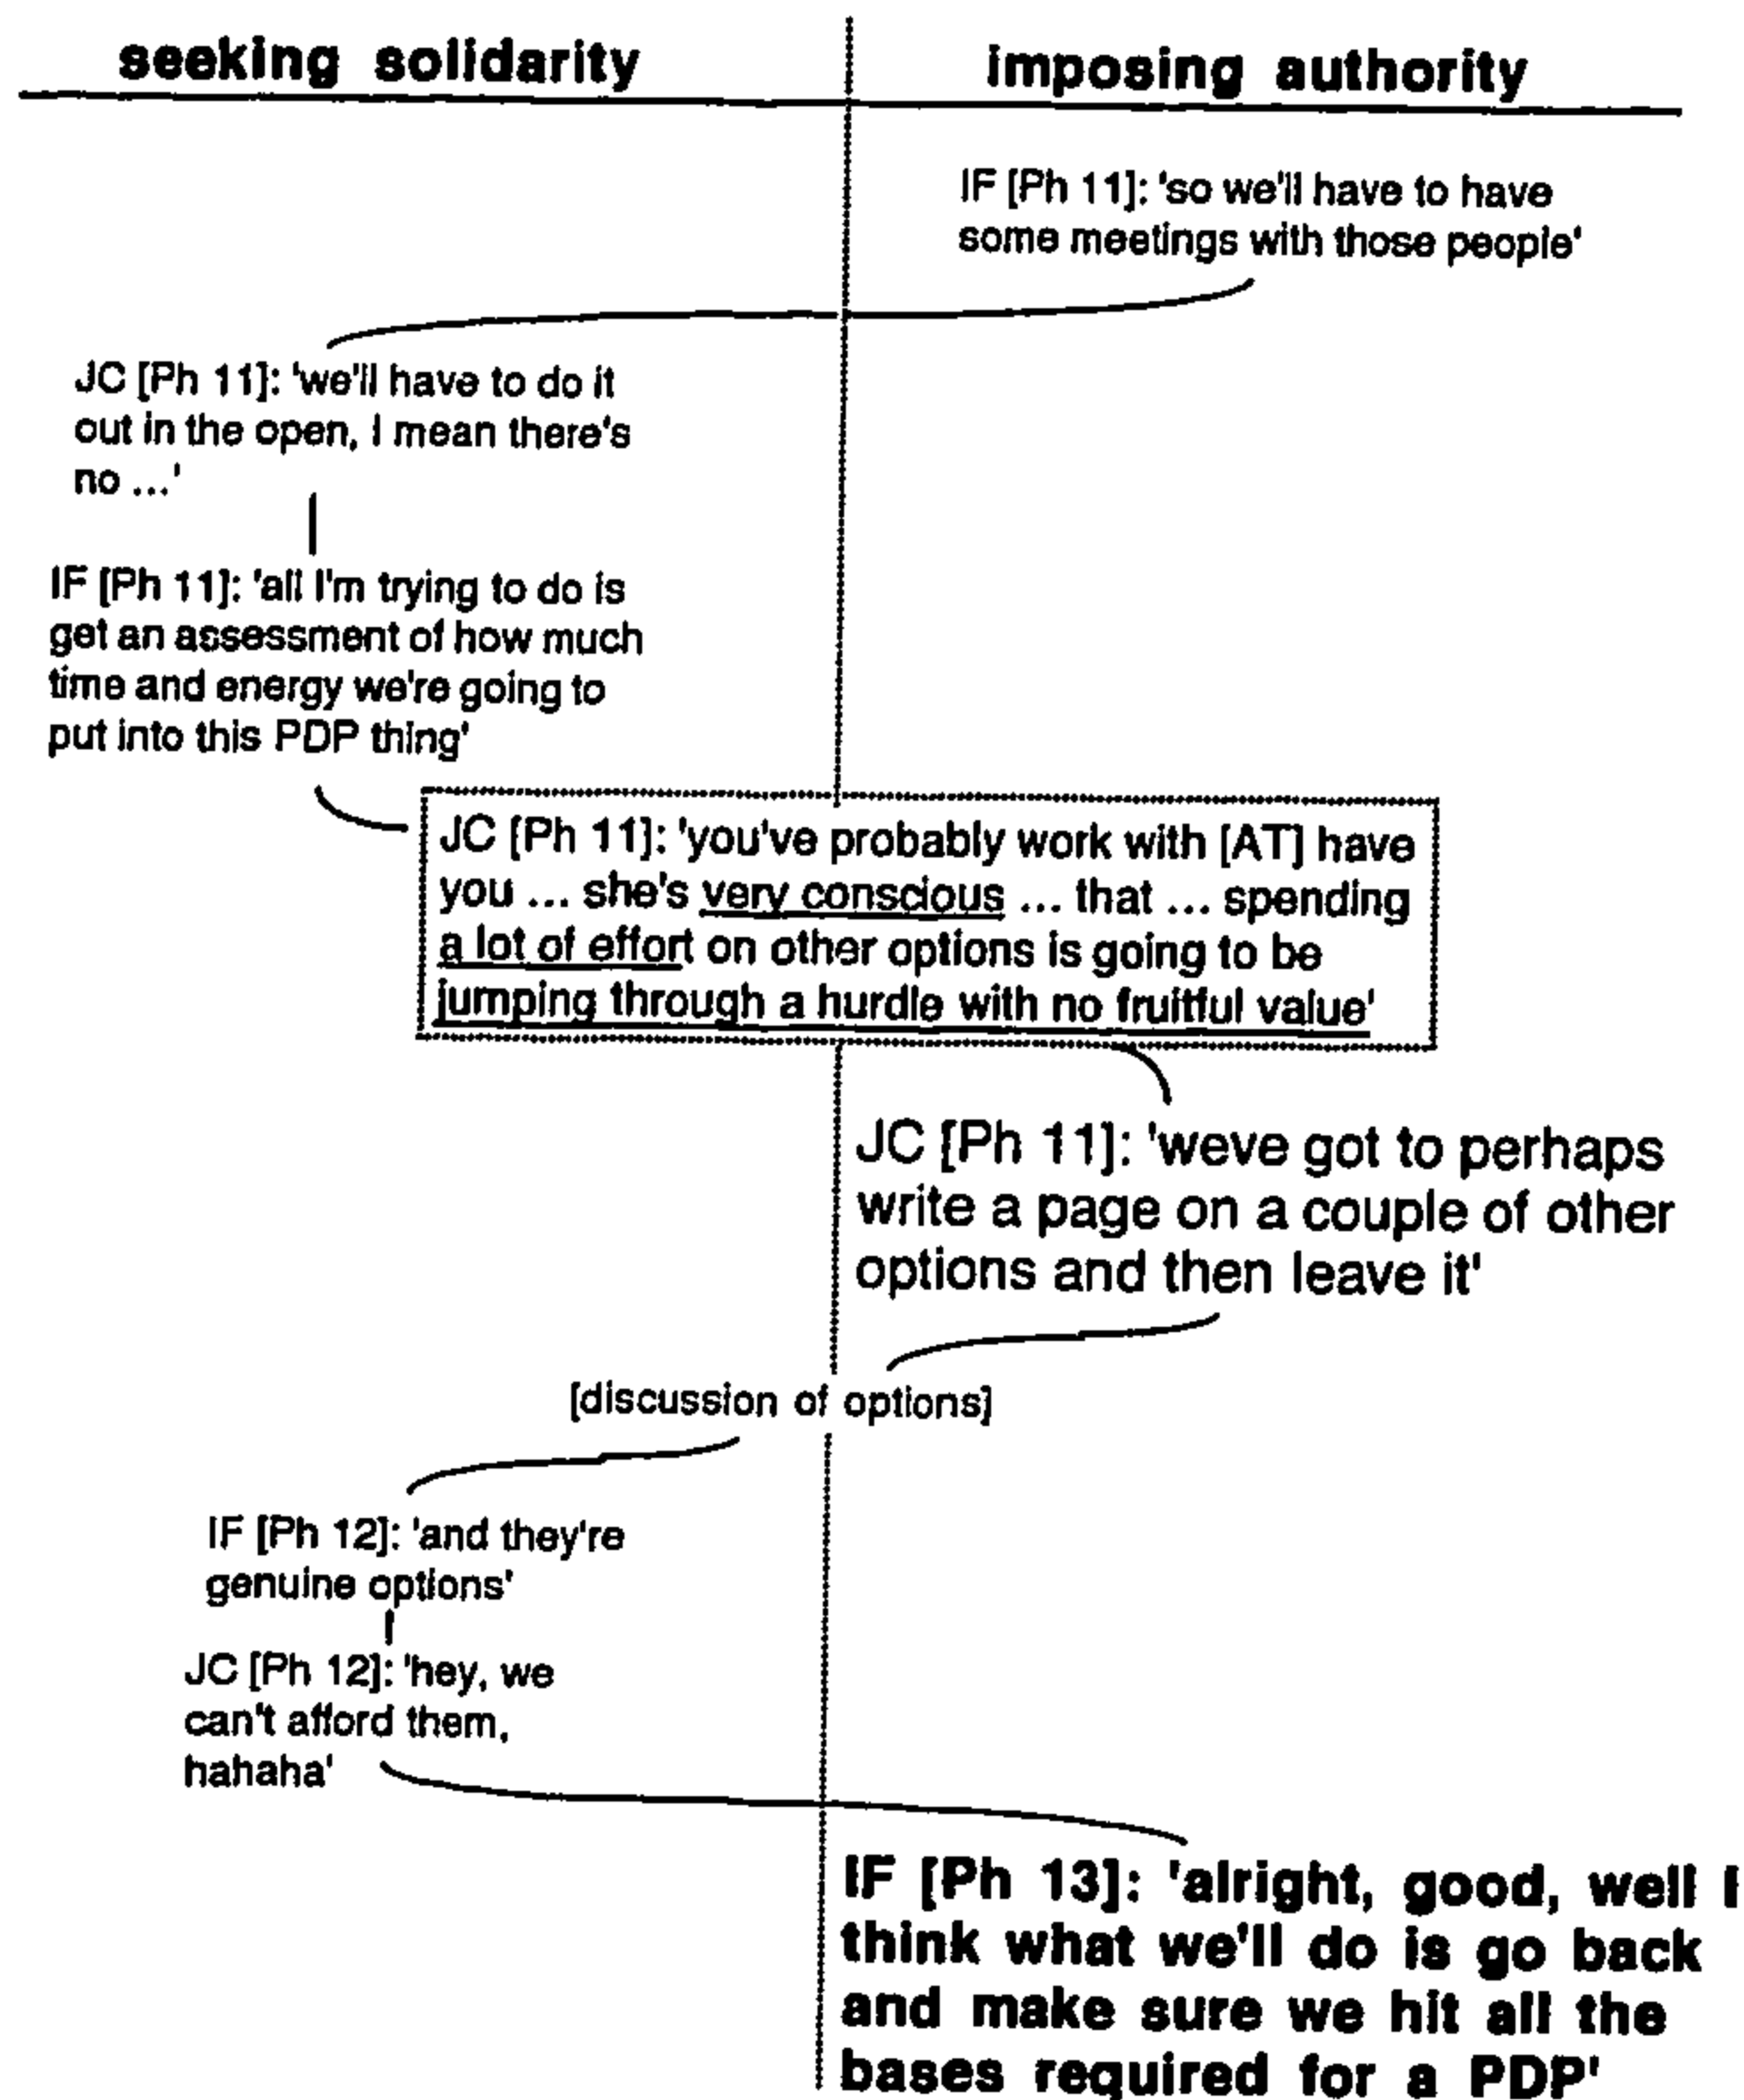 seeking solidarity
imposing authority
IF [Ph 11]: 'so we'll have to have
some meetings with those people'
JC [Ph 11]: 'we'll have to do it
out in the open, I mean there's
no ...'
IF [Ph 11]: 'all I'm trying to do is
get an assessment of how much
time and energy we're going to
put into this PDP thing'
JC [Ph 11]: 'you've probably work with [AT] have
you ... she's very conscious ... that ... spending
a lot of effort on other options is going to be
jumping through a hurdle with no fruitful value'
JC [Ph 11]: 'weve got to perhaps
write a page on a couple of other
options and then leave it'
[discussion of options]
IF [Ph 12]: 'and they're
genuine options'
JC [Ph 12]: 'hey, we
can't afford them,
hahaha'
IF [Ph 13]: 'alright, good, well I
think what we'll do is go back
and make sure we hit all the
bases required for a PDP'